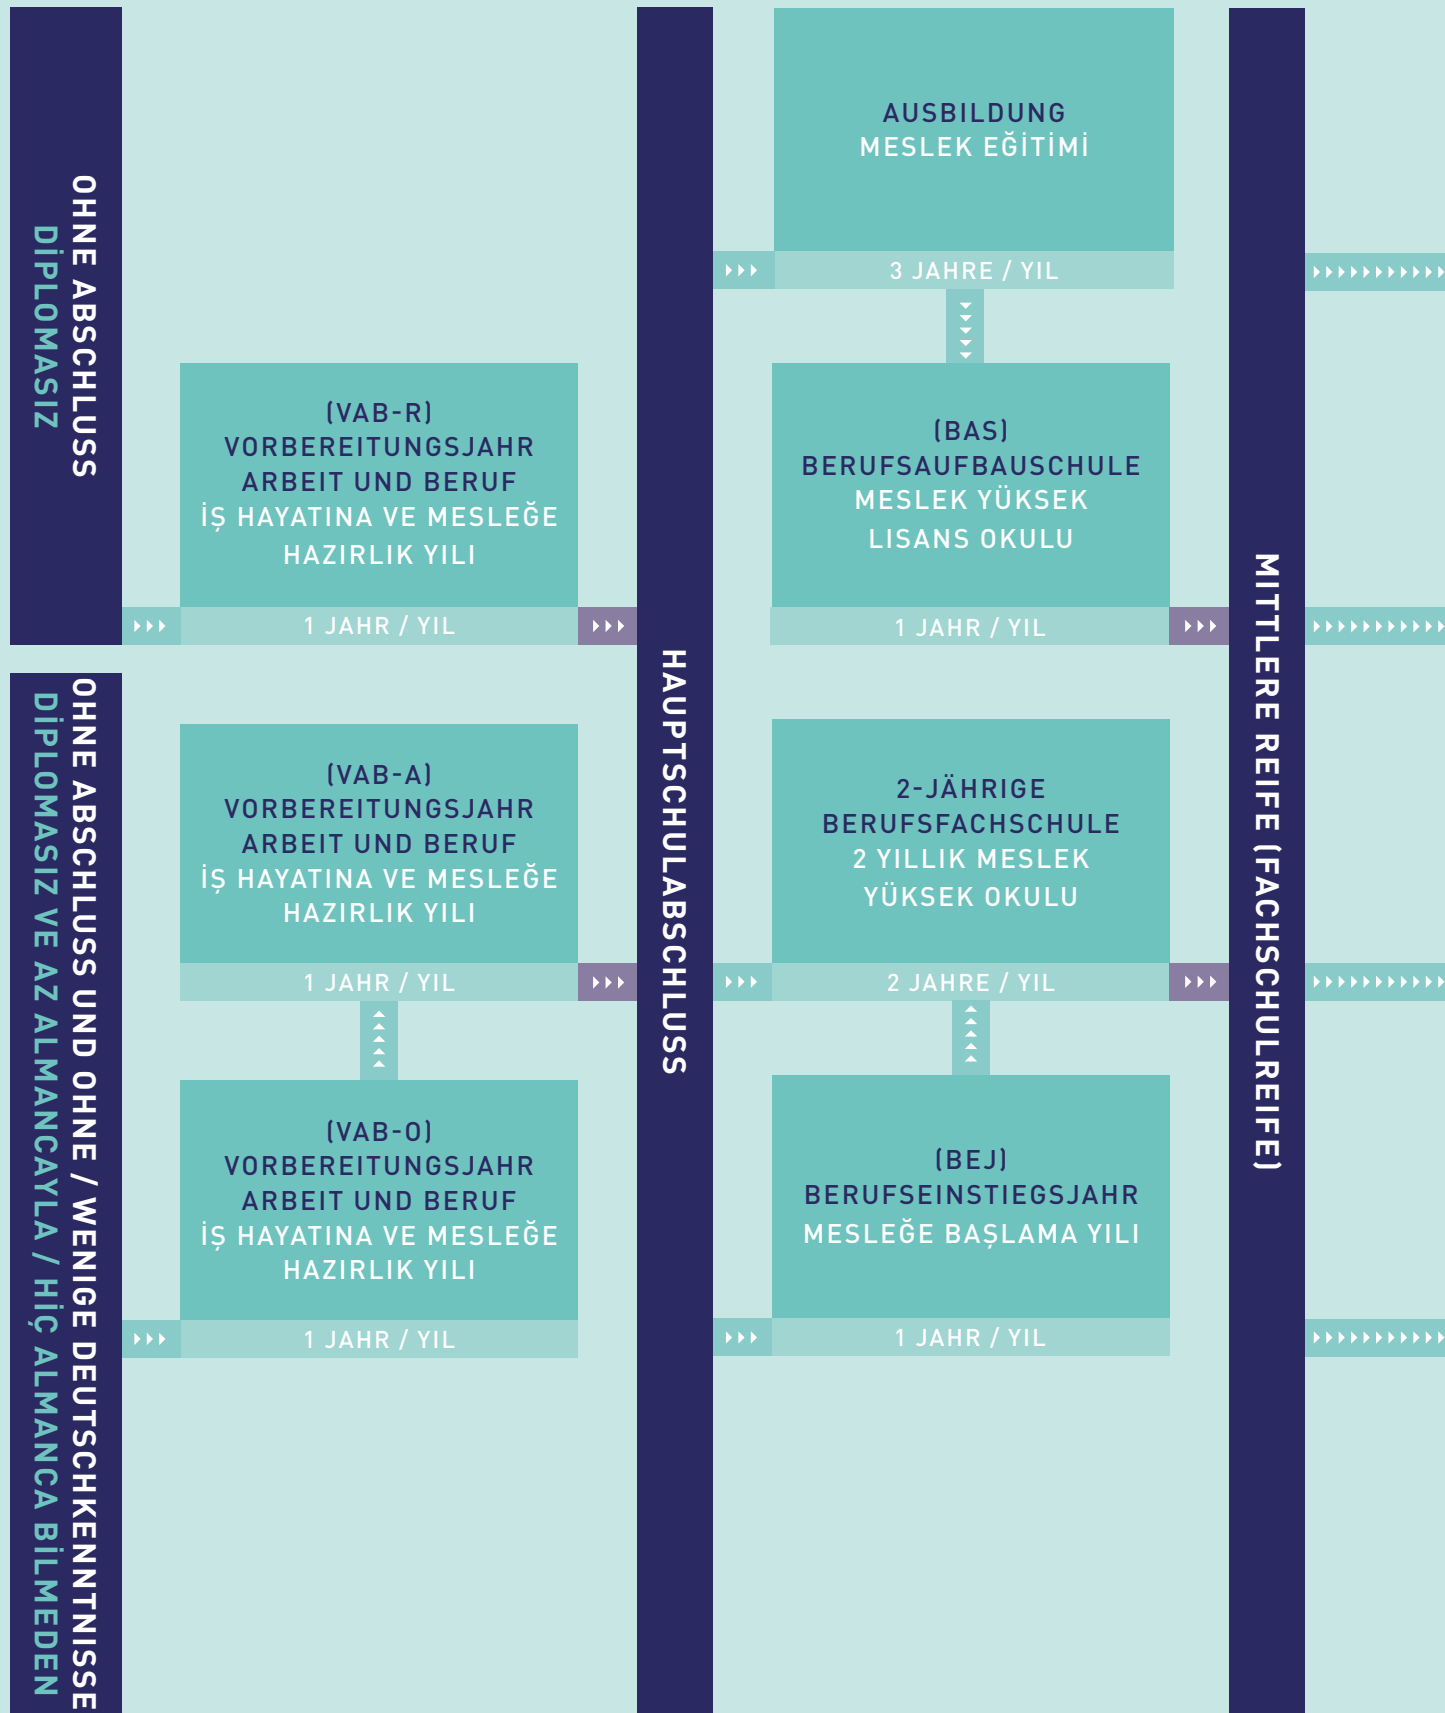 OHNE ABSCHLUSS
DİPLOMASIZ
OHNE ABSCHLUSS UND OHNE / WENIGE DEUTSCHKENNTNISSE
DİPLOMASIZ VE AZ ALMANCAYLA / HİÇ ALMANCA BİLMEDEN
(VAB-R)
VORBEREITUNGSJAHR
ARBEIT UND BERUF
İŞ HAYATINA VE MESLEĞE
HAZIRLIK YILI
1 JAHR / YIL
(VAB-A)
VORBEREITUNGSJAHR
ARBEIT UND BERUF
İŞ HAYATINA VE MESLEĞE
HAZIRLIK YILI
1 JAHR / YIL
(VAB-O)
VORBEREITUNGSJAHR
ARBEIT UND BERUF
İŞ HAYATINA VE MESLEĞE
HAZIRLIK YILI
1 JAHR / YIL
HAUPTSCHULABSCHLUSS
AUSBILDUNG
MESLEK EĞİTİMİ
3 JAHRE / YIL
(BAS)
BERUFSAUFBAUSCHULE
MESLEK YÜKSEK
LISANS OKULU
1 JAHR / YIL
2-JÄHRIGE
BERUFSFACHSCHULE
2 YILLIK MESLEK
YÜKSEK OKULU
2 JAHRE / YIL
(BEJ)
BERUFSEINSTIEGSJAHR
MESLEĞE BAŞLAMA YILI
1 JAHR / YIL
MITTLERE REIFE (FACHSCHULREIFE)